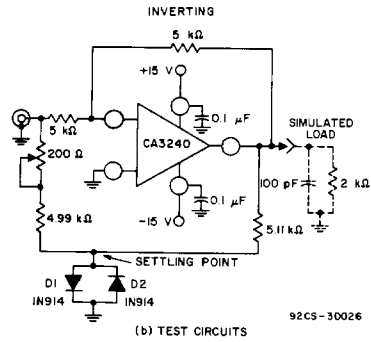 INVERTING
5 kΩ
+15 V
5 kΩ
0.1 µF
CA3240
SIMULATED
LOAD
200 Ω
100 pF
2 kΩ
0.1 µF
4.99 kΩ
-15 V
5.11 kΩ
SETTLING POINT
D1
D2
IN914
IN914
92CS-30026
(b) TEST CIRCUITS